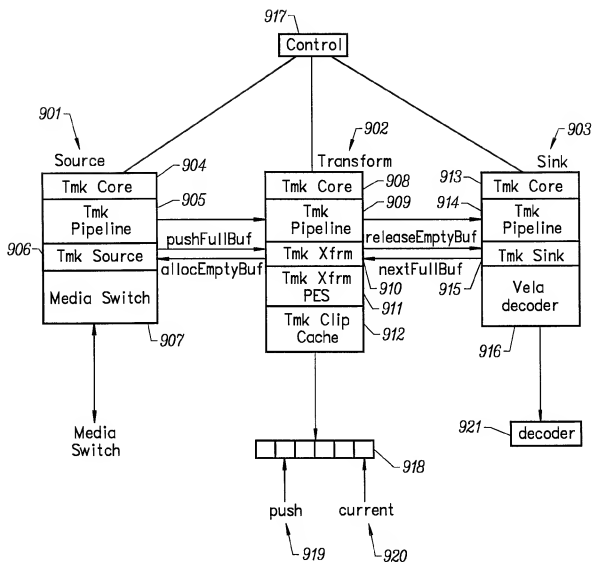 917
Control
901
902
903
Source
904
Transform
908
Sink
913
Tmk Core
Tmk Core
Tmk Core
905
909
914
Tmk
Pipeline
Tmk
Pipeline
Tmk
Pipeline
906
pushFullBuf
releaseEmptyBuf
Tmk Source
Tmk Xfrm
Tmk Sink
allocEmptyBuf
nextFullBuf
910
915
Media Switch
907
Tmk Xfrm
PES
911
Vela
decoder
916
Tmk Clip
Cache
912
Media
Switch
921
decoder
918
push
current
919
920